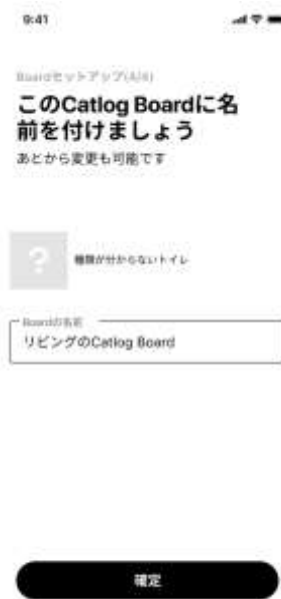 9:41
Boardセットアップ(4/4)
このCatlog Boardに名
前を付けましょう
あとから変更も可能です
?
種類が分からないトイレ
Boardの名前
リビングのCatlog Board
確定